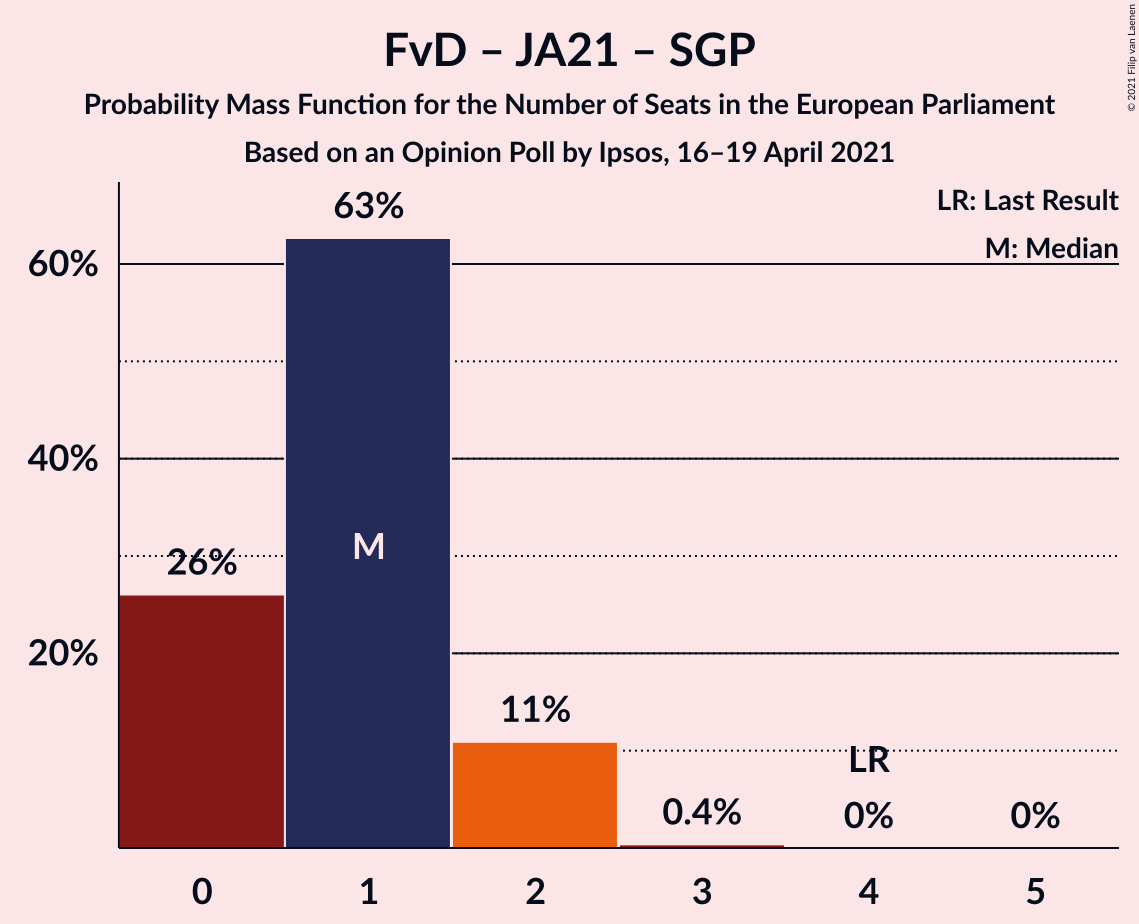 FvD – JA21 – SGP
Probability Mass Function for the Number of Seats in the European Parliament
Based on an Opinion Poll by Ipsos, 16–19 April 2021
© 2021 Filip van Laenen
LR: Last Result
M: Median
60%
40%
20%
26%
63%
M
11%
0.4%
LR
0%
0%
0 1 2 3 4 5